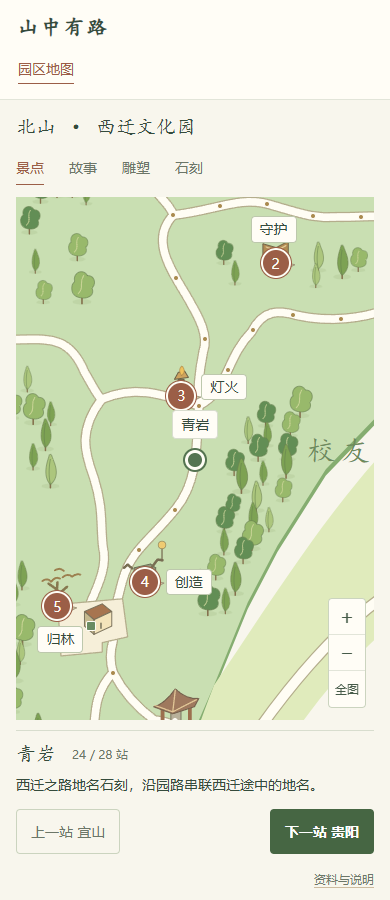 山中有路
园区地图
北山 • 西迁文化园
景点 故事 雕塑 石刻
守护
2
3 灯火
青岩
校友
4 创造
5
归林
+
−
全图
青岩 24 / 28 站
西迁之路地名石刻，沿园路串联西迁途中的地名。
上一站 宜山 下一站 贵阳
资料与说明